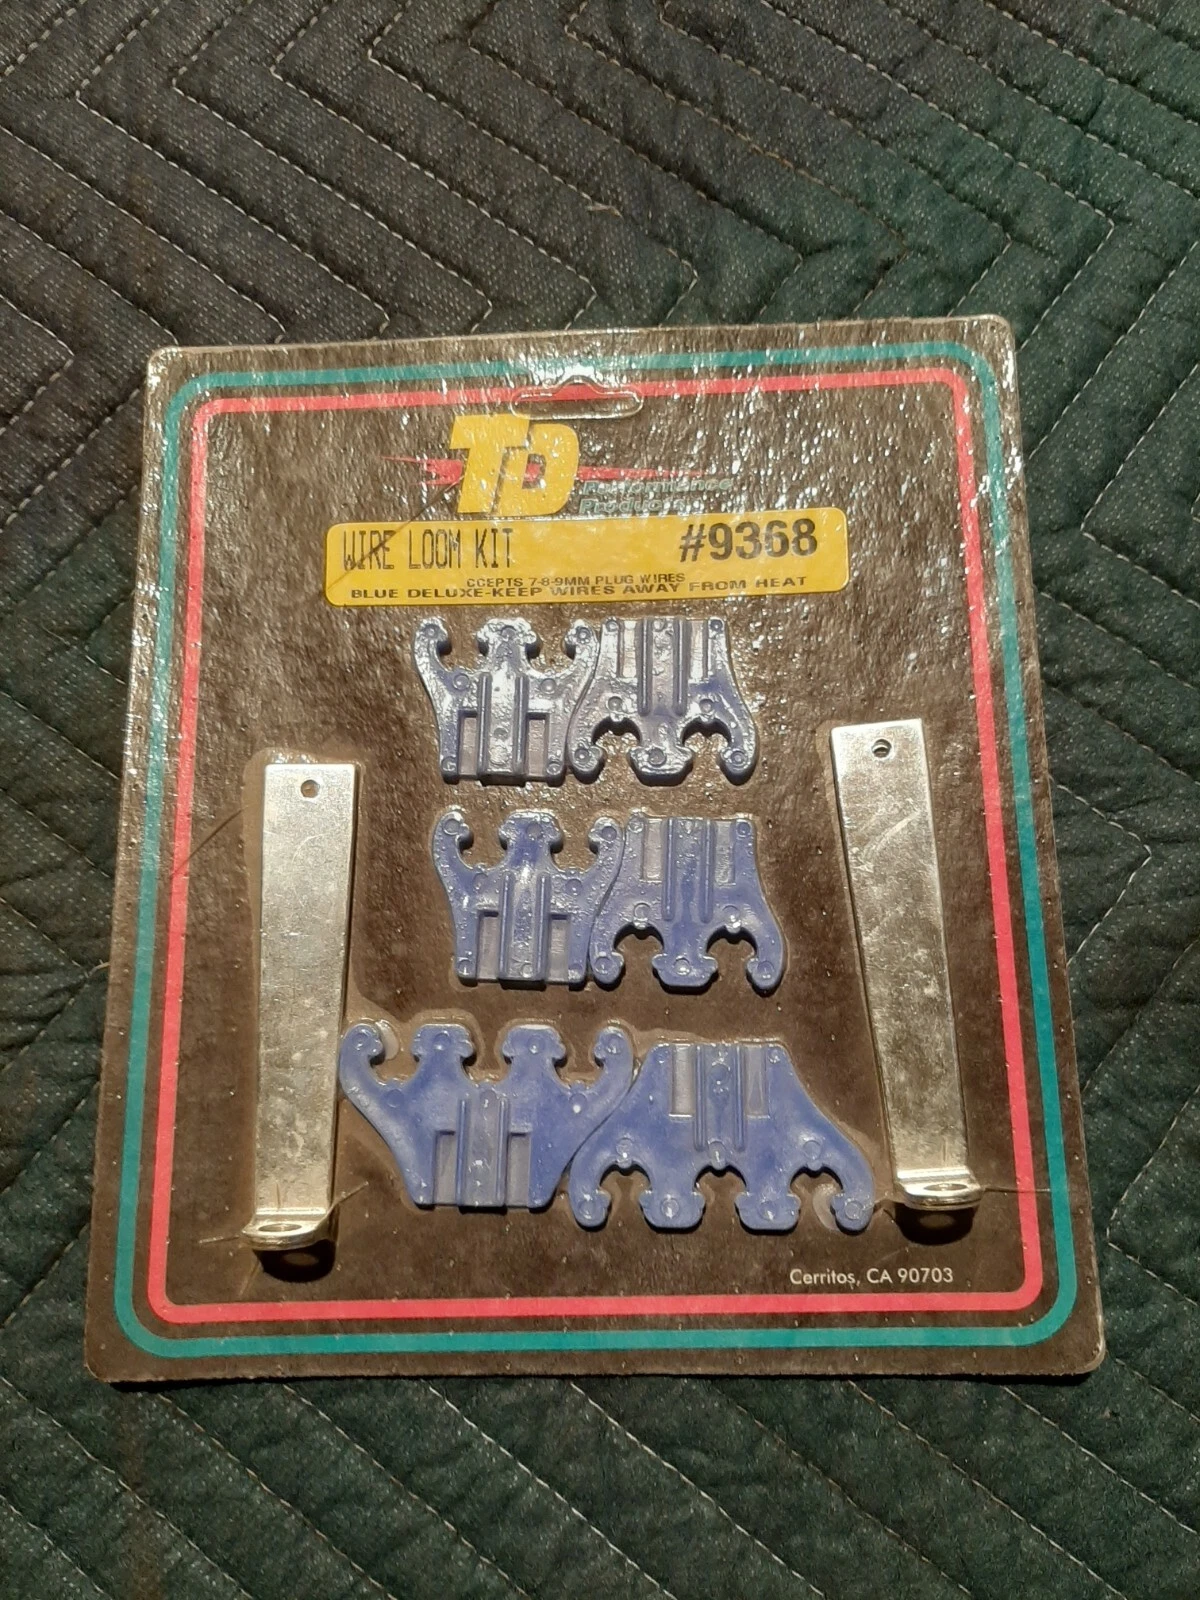 TD
Performance
Products
WIRE LOOM KIT #9368
CCEPTS 7-8-9MM PLUG WIRES
BLUE DELUXE-KEEP WIRES AWAY FROM HEAT
Cerritos, CA 90703